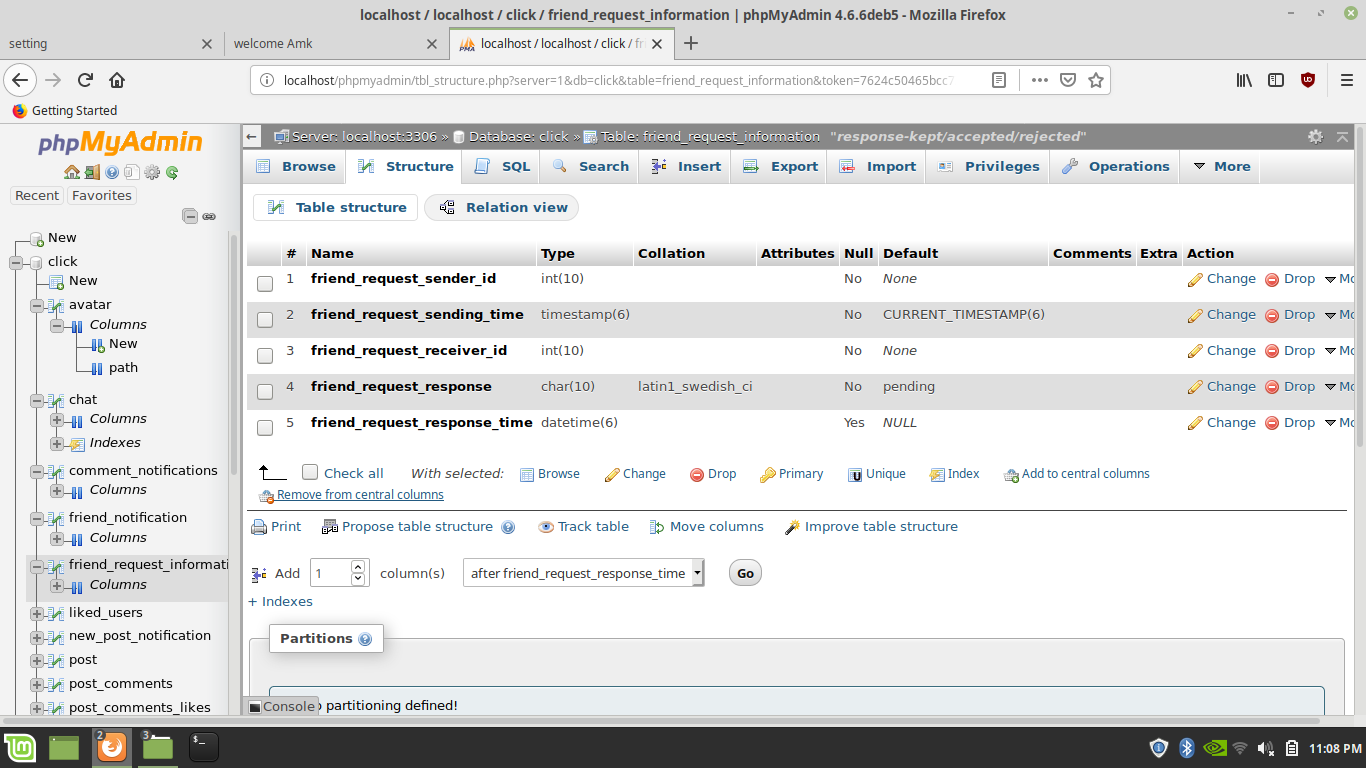 localhost / localhost / click / friend_request_information | phpMyAdmin 4.6.6deb5 - Mozilla Firefox
setting
welcome Amk
localhost / localhost / click / fr
localhost/phpmyadmin/tbl_structure.php?server=1&db=click&table=friend_request_information&token=7624c50465bcc7
Getting Started
phpMyAdmin
Recent Favorites
New
click
New
avatar
Columns
New
path
chat
Columns
Indexes
comment_notifications
Columns
friend_notification
Columns
friend_request_informati
Columns
liked_users
new_post_notification
post
post_comments
post_comments_likes
Server: localhost:3306 » Database: click » Table: friend_request_information "response-kept/accepted/rejected"
Browse Structure SQL Search Insert Export Import Privileges Operations More
Table structure Relation view
# Name Type Collation Attributes Null Default Comments Extra Action
1 friend_request_sender_id int(10) No None Change Drop Mo
2 friend_request_sending_time timestamp(6) No CURRENT_TIMESTAMP(6) Change Drop Mo
3 friend_request_receiver_id int(10) No None Change Drop Mo
4 friend_request_response char(10) latin1_swedish_ci No pending Change Drop Mo
5 friend_request_response_time datetime(6) Yes NULL Change Drop Mo
Check all With selected: Browse Change Drop Primary Unique Index Add to central columns
Remove from central columns
Print Propose table structure Track table Move columns Improve table structure
Add 1 column(s) after friend_request_response_time Go
+ Indexes
Partitions
partitioning defined!
Console
2
3
11:08 PM